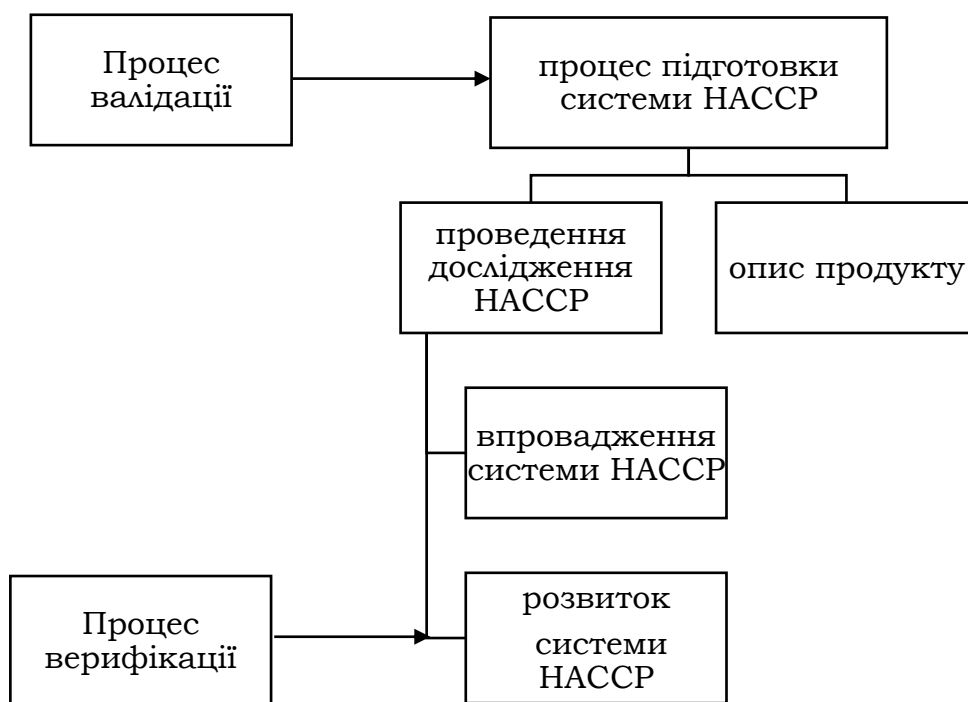 Процес
валідації
процес підготовки
системи НАССР
проведення
дослідження
НАССР
опис продукту
впровадження
системи НАССР
Процес
верифікації
розвиток
системи
НАССР